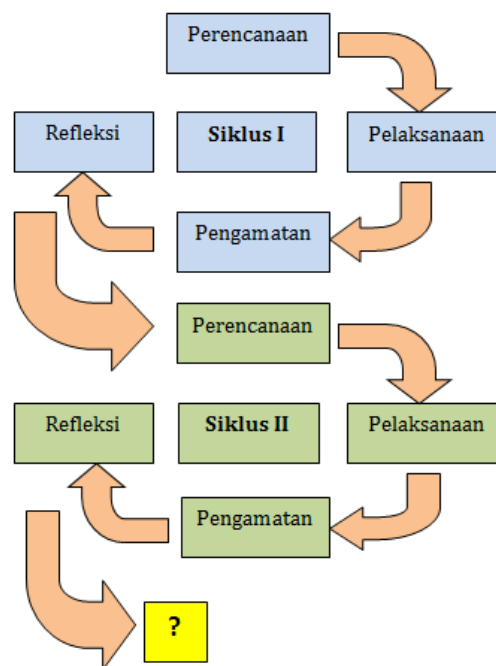 Perencanaan
Refleksi
Siklus I
Pelaksanaan
Pengamatan
Perencanaan
Refleksi
Siklus II
Pelaksanaan
Pengamatan
?